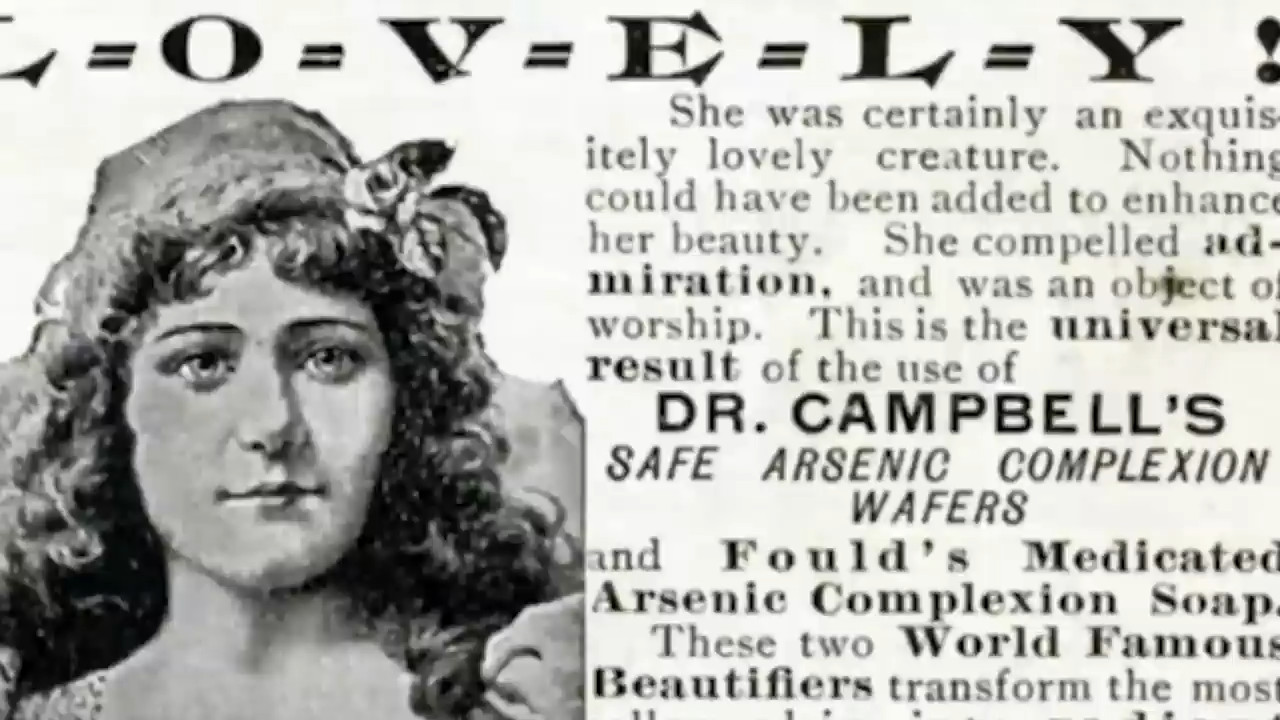 L=O=V=E=L=Y!
She was certainly an exquis-
itely lovely creature. Nothing
could have been added to enhance
her beauty. She compelled ad-
miration, and was an object of
worship. This is the universal
result of the use of
DR. CAMPBELL'S
SAFE ARSENIC COMPLEXION
WAFERS
and Fould's Medicated
Arsenic Complexion Soap.
These two World Famous
Beautifiers transform the most